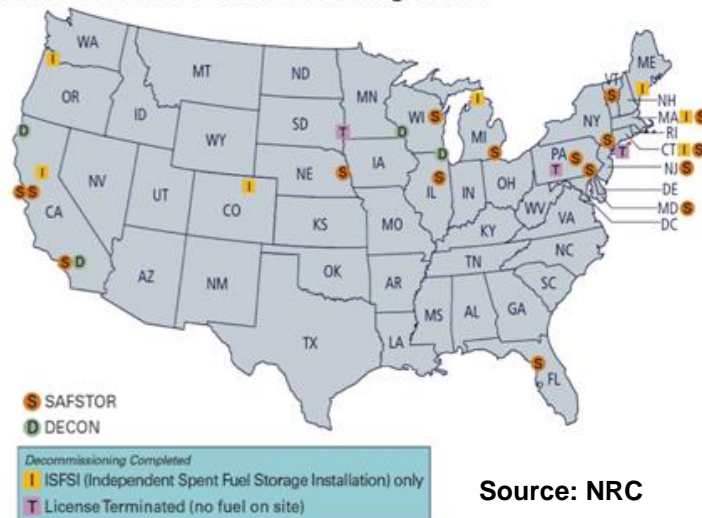 WA
MT
ND
MN
OR
ID
WY
SD
WI S
MI
I
VT
ME
NH
MA I S
RI
CT I S
NJ S
DE
MD S
DC
NY
PA S
T
NV
UT
CO
NE
IA
IL
IN
OH
WV
VA
CA
KS
MO
KY
NC
AZ
NM
OK
AR
TN
SC
TX
LA
MS
AL
GA
FL
I
D
I
S S
S D
I
T
S
D
D
S
S
S
S
S
T
I
S
S
S SAFSTOR
D DECON
Decommissioning Completed
I ISFSI (Independent Spent Fuel Storage Installation) only
T License Terminated (no fuel on site)
Source: NRC